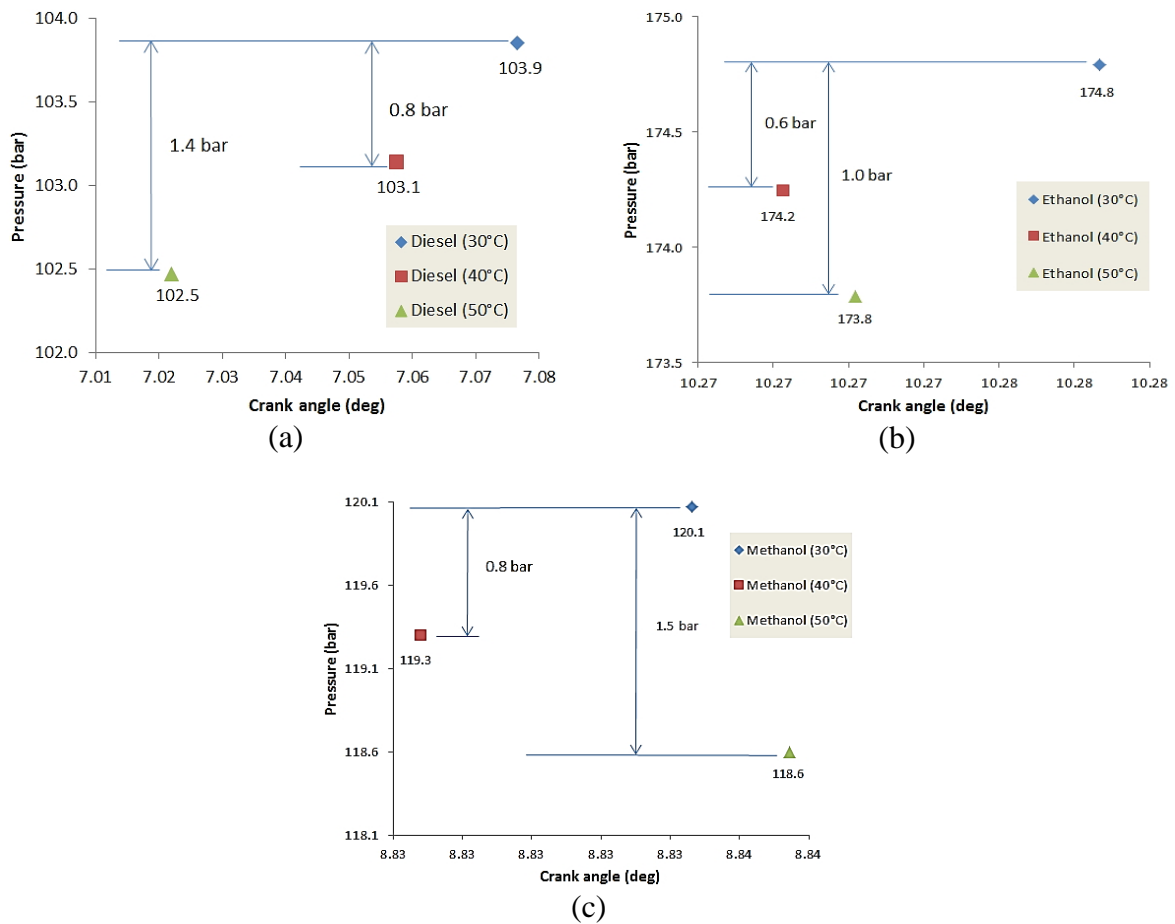 104.0
103.5
103.0
102.5
102.0
Pressure (bar)
103.9
0.8 bar
1.4 bar
103.1
102.5
Diesel (30°C)
Diesel (40°C)
Diesel (50°C)
7.01 7.02 7.03 7.04 7.05 7.06 7.07 7.08
Crank angle (deg)
(a)
175.0
174.5
174.0
173.5
Pressure (bar)
174.8
0.6 bar
1.0 bar
174.2
173.8
Ethanol (30°C)
Ethanol (40°C)
Ethanol (50°C)
10.27 10.27 10.27 10.27 10.28 10.28 10.28
Crank angle (deg)
(b)
120.1
119.6
119.1
118.6
118.1
Pressure (bar)
120.1
0.8 bar
1.5 bar
119.3
118.6
Methanol (30°C)
Methanol (40°C)
Methanol (50°C)
8.83 8.83 8.83 8.83 8.83 8.84 8.84
Crank angle (deg)
(c)